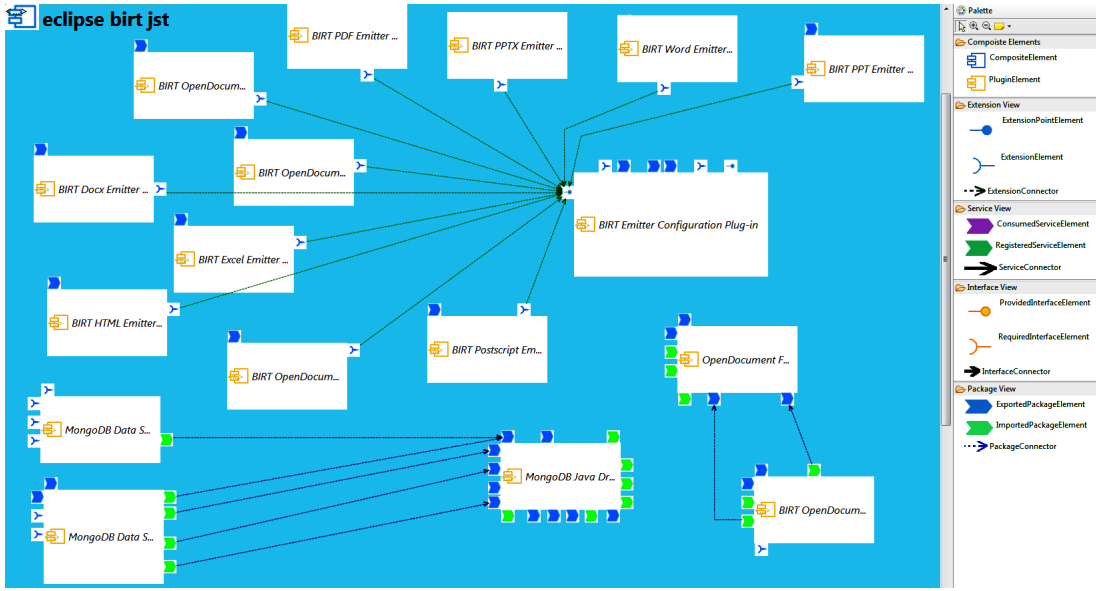 eclipse birt jst
BIRT PDF Emitter ...
BIRT PPTX Emitter ...
BIRT Word Emitter...
BIRT PPT Emitter ...
BIRT OpenDocum...
BIRT OpenDocum...
BIRT Docx Emitter ...
BIRT Emitter Configuration Plug-in
BIRT Excel Emitter ...
BIRT HTML Emitter...
BIRT Postscript Em...
BIRT OpenDocum...
OpenDocument F...
MongoDB Data S...
MongoDB Java Dr...
BIRT OpenDocum...
MongoDB Data S...
Palette
Compoiste Elements
CompositeElement
PluginElement
Extension View
ExtensionPointElement
ExtensionElement
ExtensionConnector
Service View
ConsumedServiceElement
RegisteredServiceElement
ServiceConnector
Interface View
ProvidedInterfaceElement
RequiredInterfaceElement
InterfaceConnector
Package View
ExportedPackageElement
ImportedPackageElement
PackageConnector